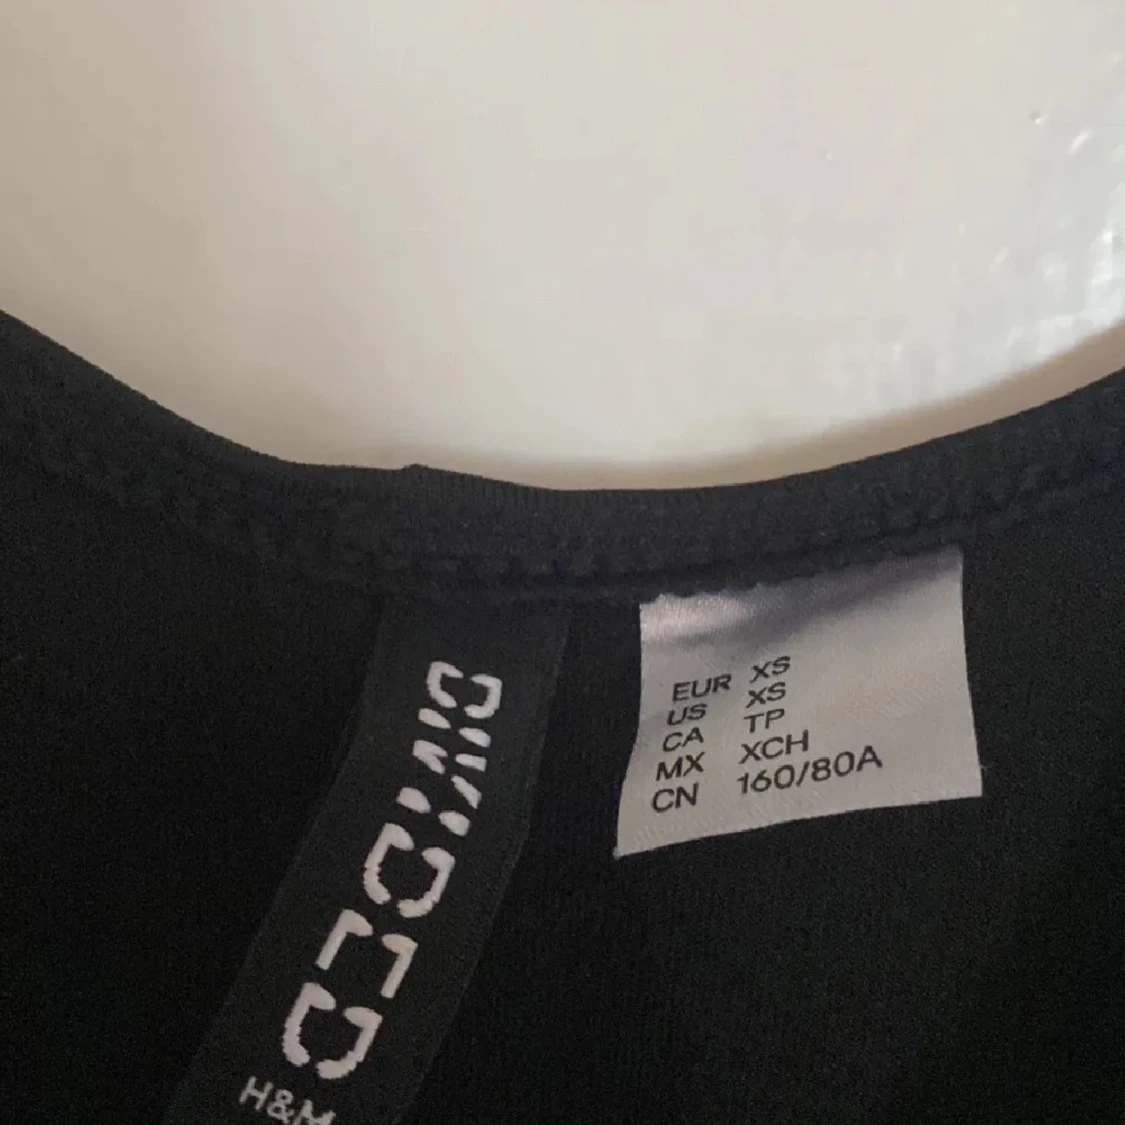 DIVIDED
H&M
EUR XS
US XS
CA TP
MX XCH
CN 160/80A